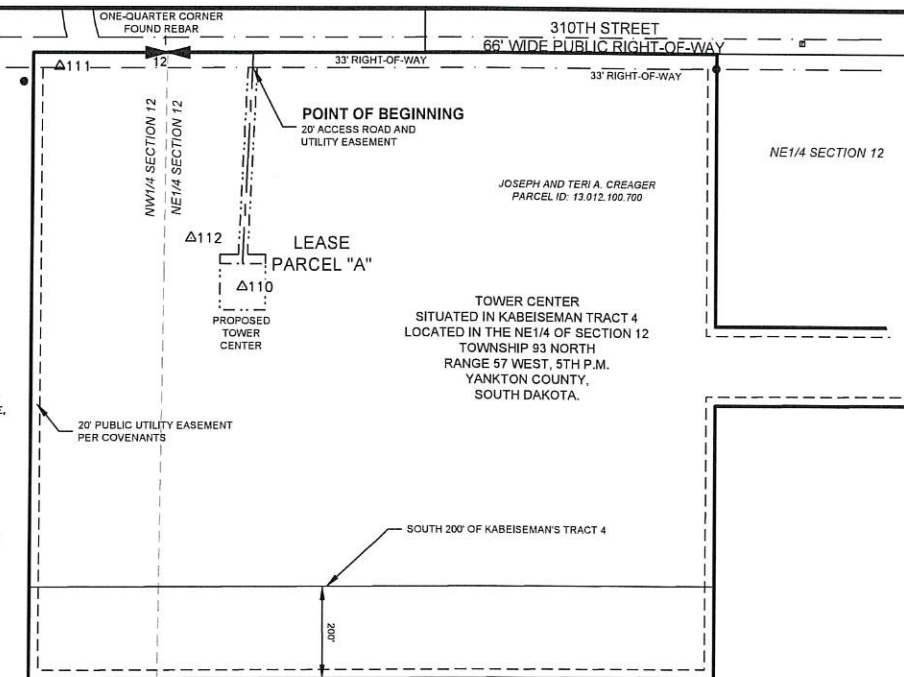 ONE-QUARTER CORNER
FOUND REBAR
310TH STREET
66' WIDE PUBLIC RIGHT-OF-WAY
111
12
33' RIGHT-OF-WAY
33' RIGHT-OF-WAY
POINT OF BEGINNING
20' ACCESS ROAD AND
UTILITY EASEMENT
NW1/4 SECTION 12
NE1/4 SECTION 12
NE1/4 SECTION 12
JOSEPH AND TERI A. CREAGER
PARCEL ID: 13.012.100.700
112
LEASE
PARCEL "A"
110
PROPOSED
TOWER
CENTER
TOWER CENTER
SITUATED IN KABEISEMAN TRACT 4
LOCATED IN THE NE1/4 OF SECTION 12
TOWNSHIP 93 NORTH
RANGE 57 WEST, 5TH P.M.
YANKTON COUNTY,
SOUTH DAKOTA.
20' PUBLIC UTILITY EASEMENT
PER COVENANTS
SOUTH 200' OF KABEISEMAN'S TRACT 4
200'